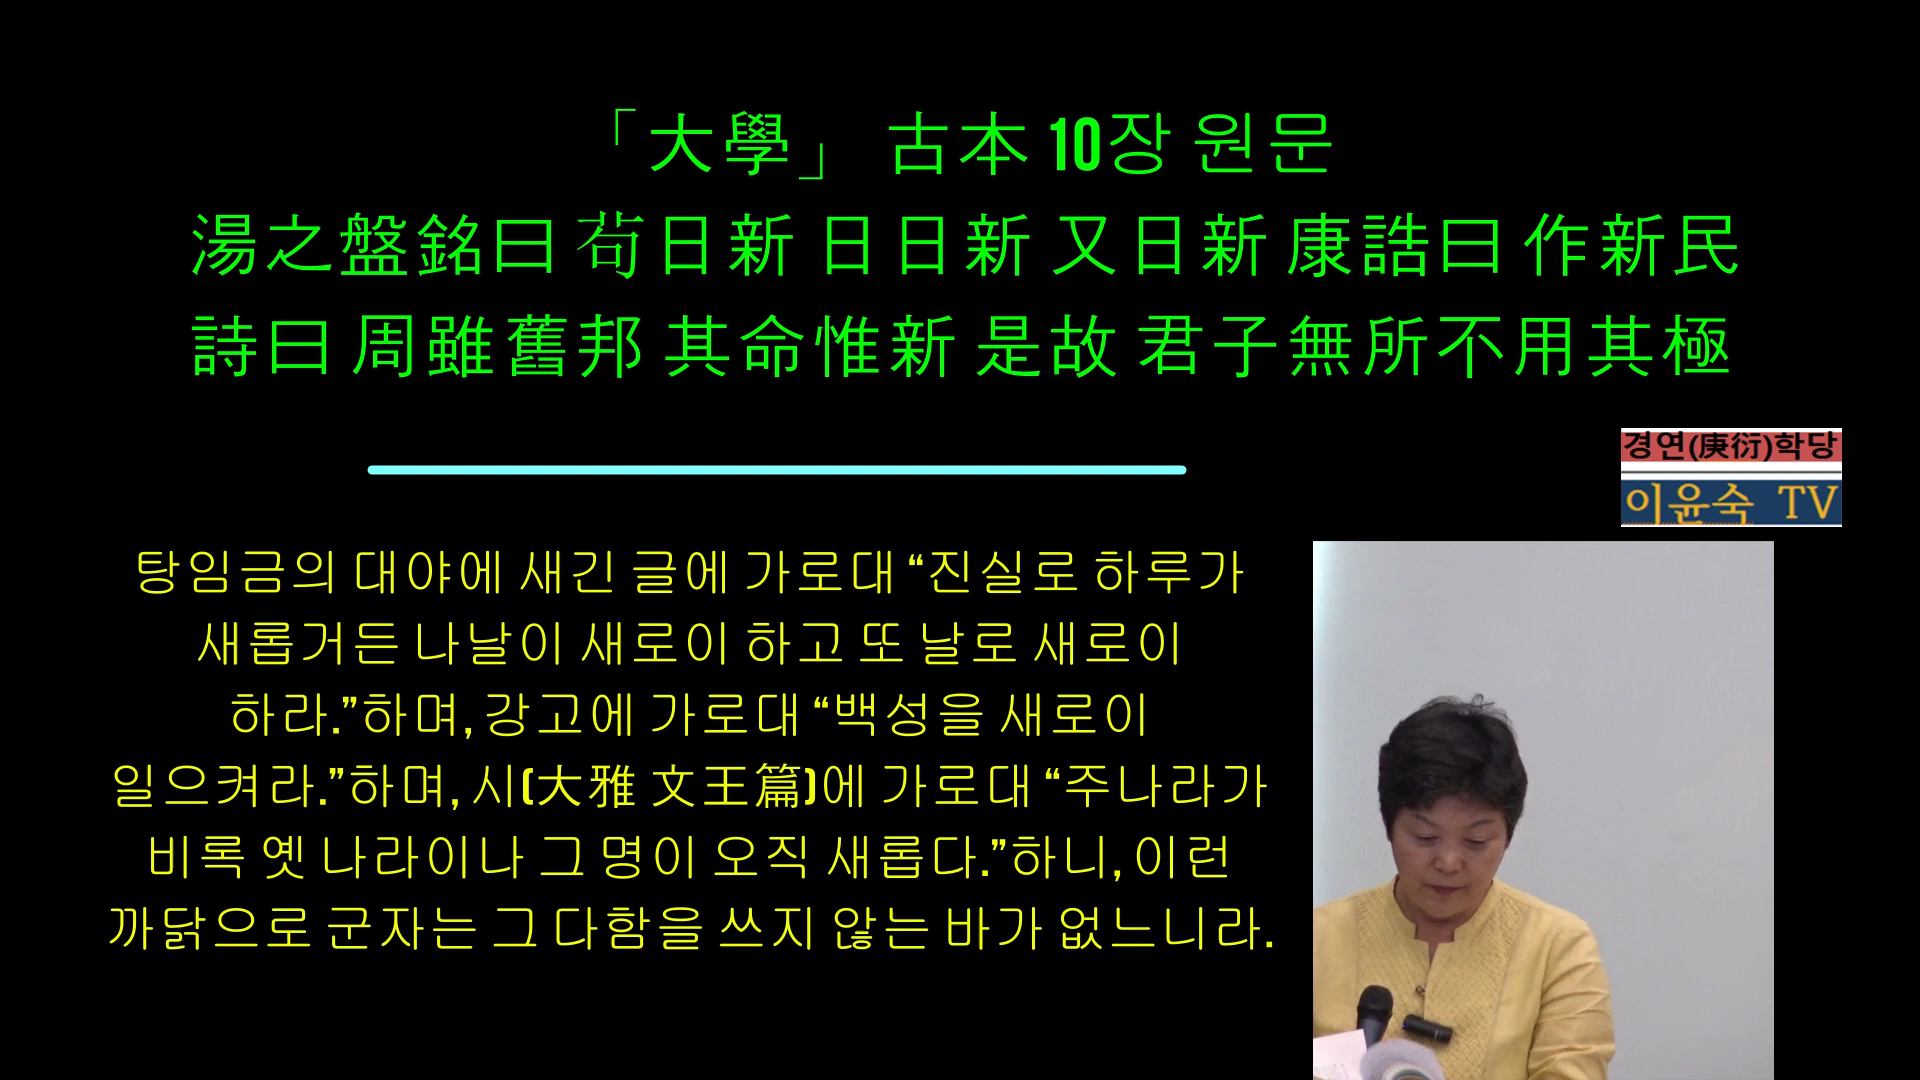 「大學」 古本 10장 원문
湯之盤銘曰 苟日新 日日新 又日新 康誥曰 作新民
詩曰 周雖舊邦 其命惟新 是故 君子無所不用其極
경연(庚衍)학당
이윤숙 TV
탕임금의 대야에 새긴 글에 가로대 “진실로 하루가
새롭거든 나날이 새로이 하고 또 날로 새로이
하라.”하며, 강고에 가로대 “백성을 새로이
일으켜라.”하며, 시(大雅 文王篇)에 가로대 “주나라가
비록 옛 나라이나 그 명이 오직 새롭다.”하니, 이런
까닭으로 군자는 그 다함을 쓰지 않는 바가 없느니라.